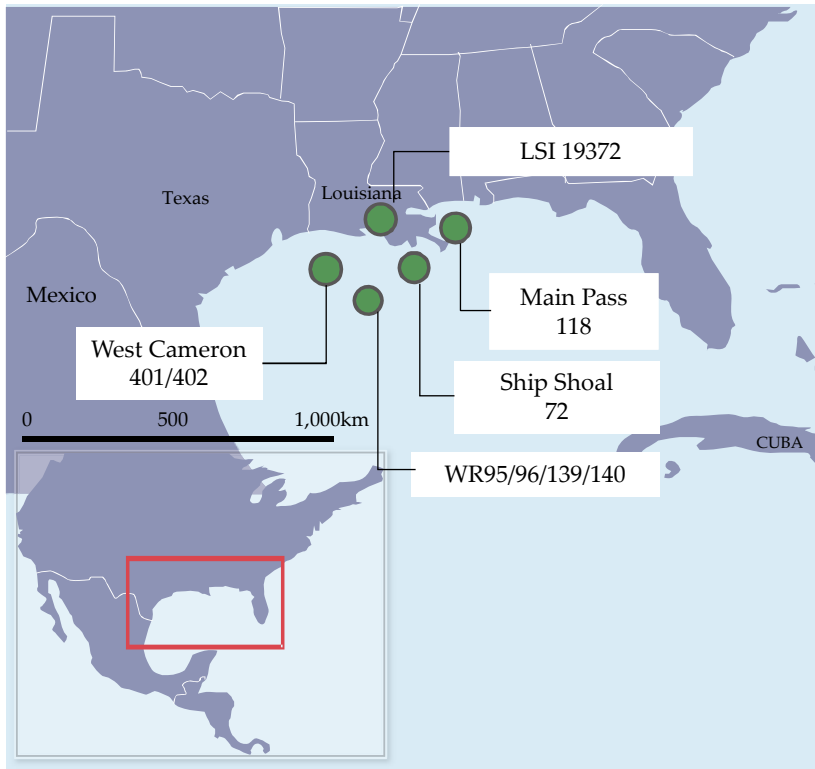 LSI 19372
Texas
Louisiana
Mexico
Main Pass
118
West Cameron
401/402
Ship Shoal
72
0 500 1,000km
CUBA
WR95/96/139/140